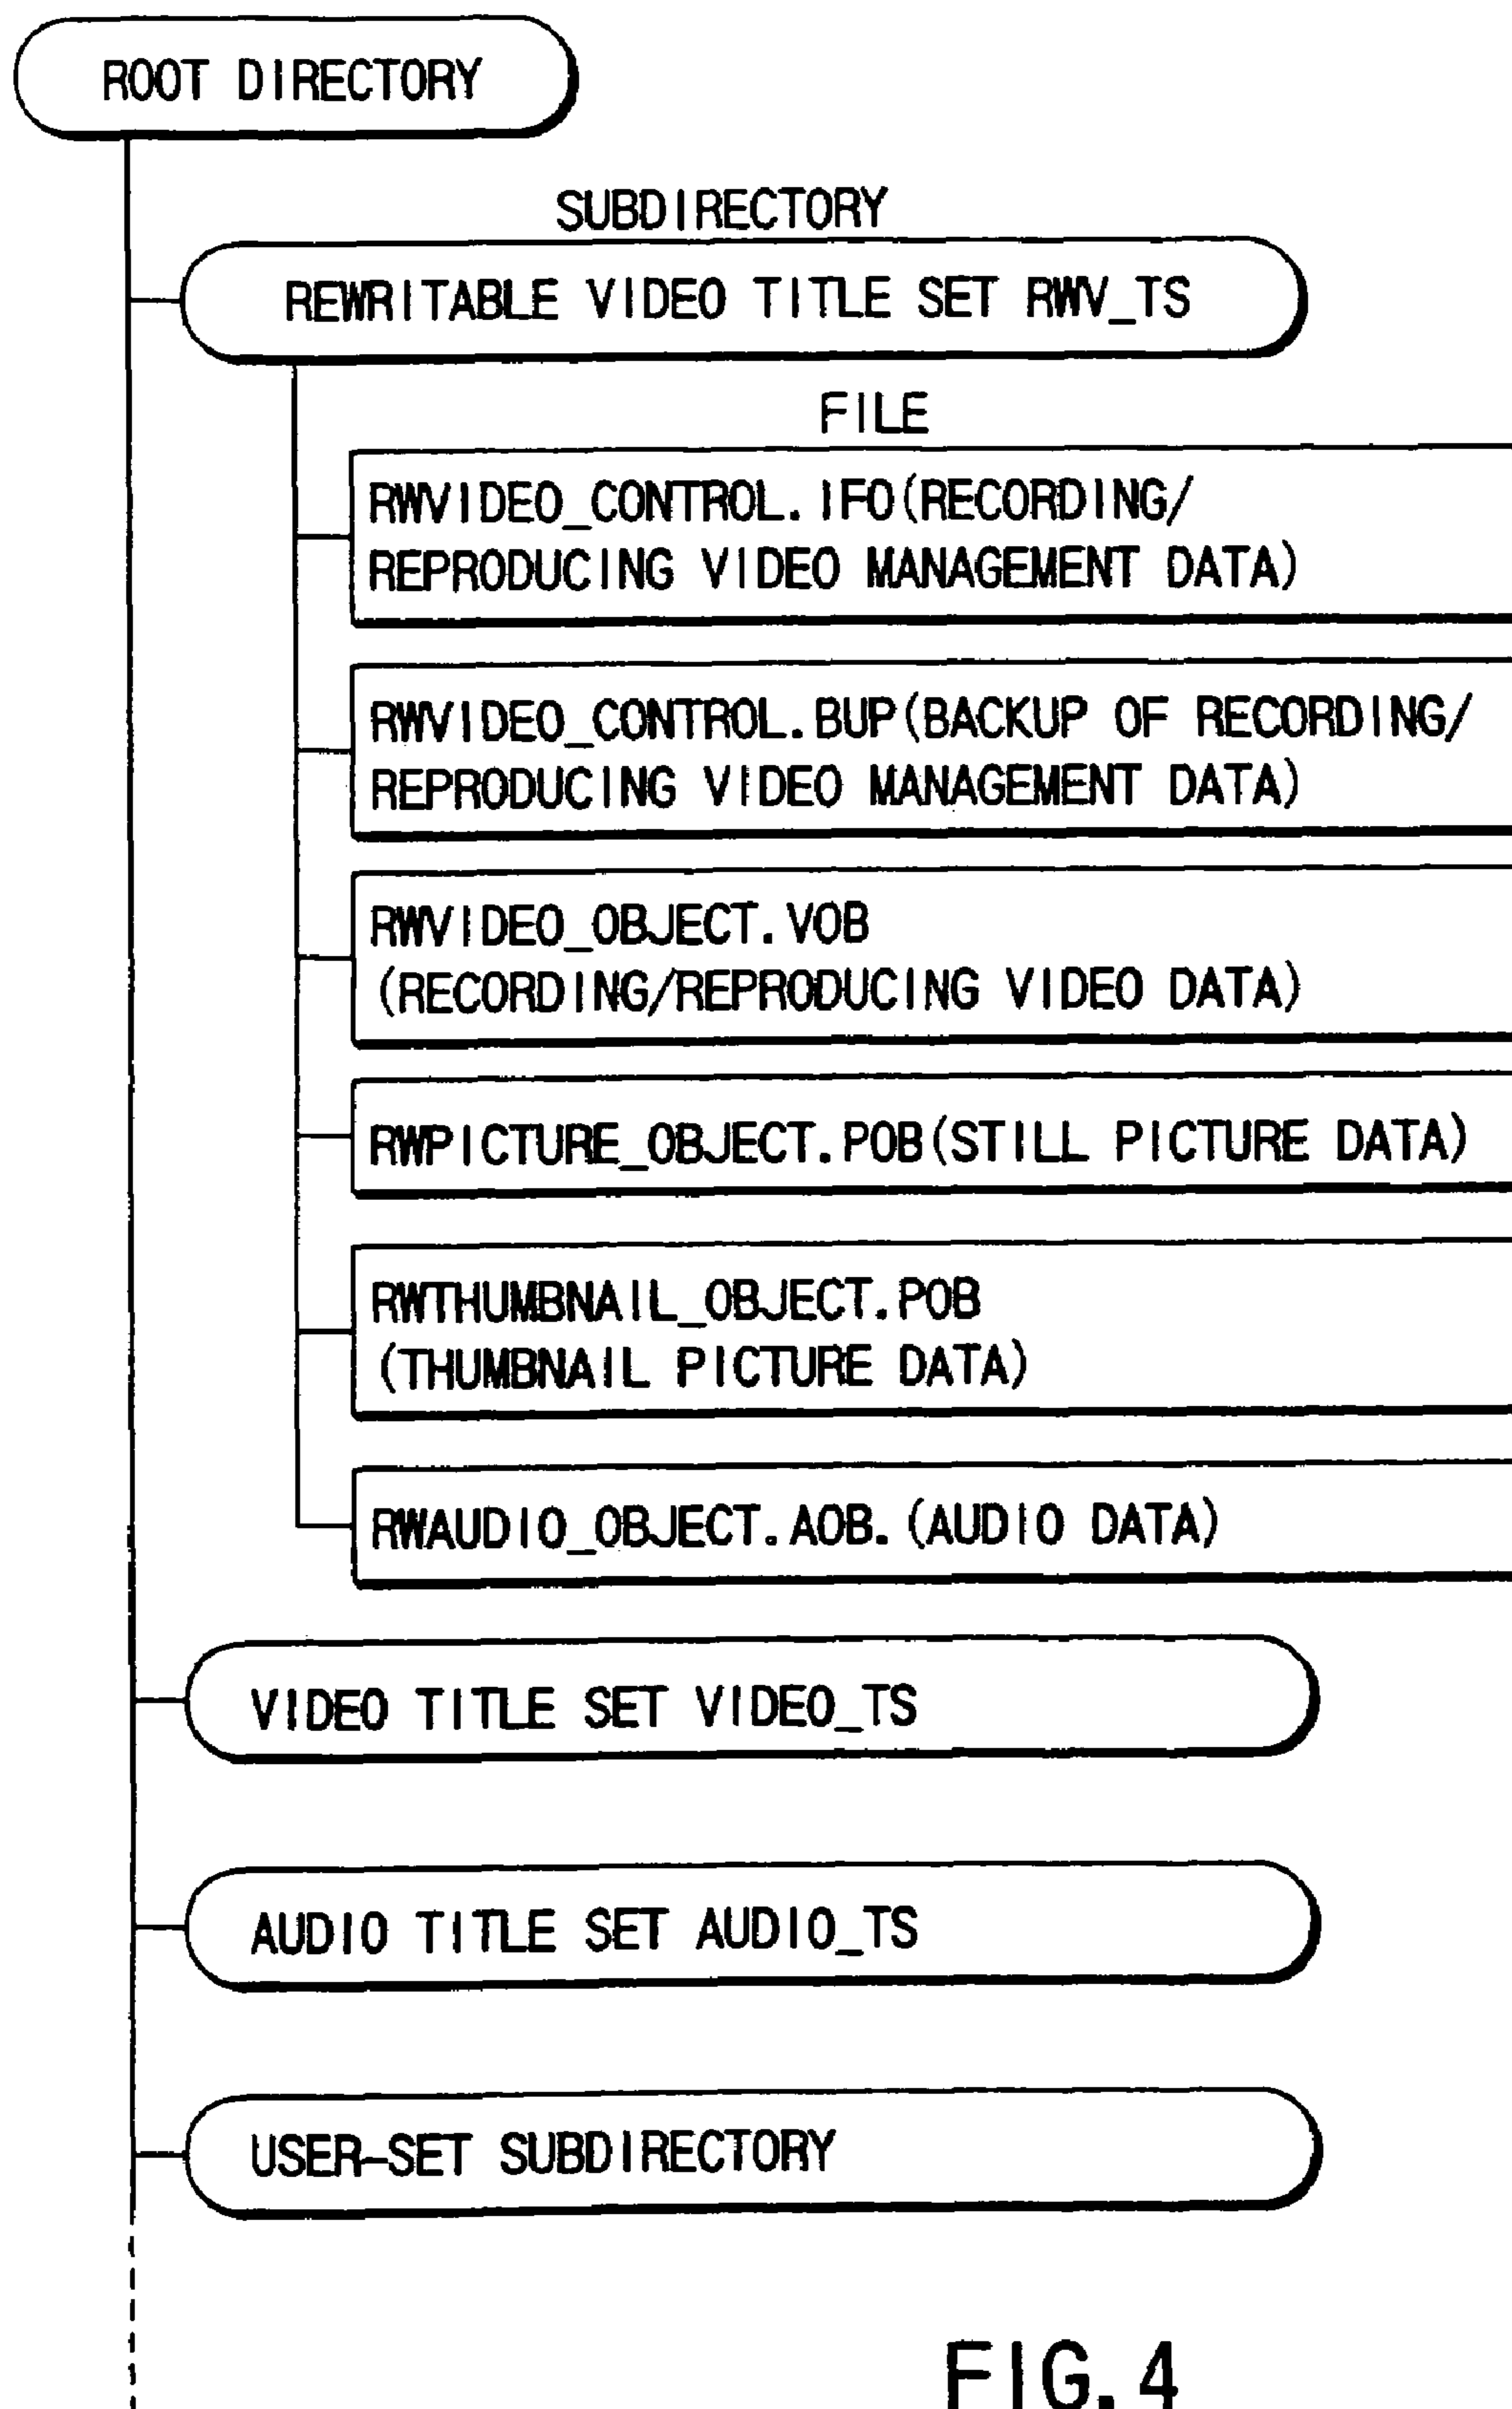 ROOT DIRECTORY
SUBDIRECTORY
REWRITABLE VIDEO TITLE SET RWV_TS
FILE
RWVIDEO_CONTROL.IFO(RECORDING/
REPRODUCING VIDEO MANAGEMENT DATA)
RWVIDEO_CONTROL.BUP(BACKUP OF RECORDING/
REPRODUCING VIDEO MANAGEMENT DATA)
RWVIDEO_OBJECT.VOB
(RECORDING/REPRODUCING VIDEO DATA)
RWPICTURE_OBJECT.POB(STILL PICTURE DATA)
RWTHUMBNAIL_OBJECT.POB
(THUMBNAIL PICTURE DATA)
RWAUDIO_OBJECT.AOB.(AUDIO DATA)
VIDEO TITLE SET VIDEO_TS
AUDIO TITLE SET AUDIO_TS
USER-SET SUBDIRECTORY
FIG.4